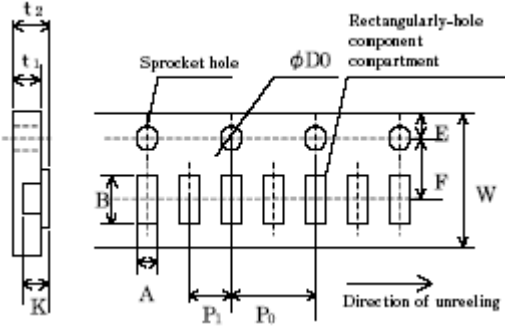 t₂
t₁
Rectangularly-hole
component
compartment
Sprocket hole
ϕD0
E
F
B
W
K
A
P₁
P₀
Direction of unreeling